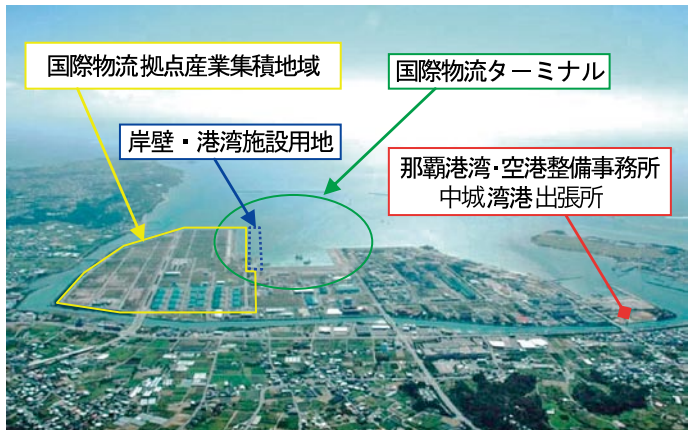 国際物流拠点産業集積地域
国際物流ターミナル
岸壁・港湾施設用地
那覇港湾・空港整備事務所
中城湾港出張所